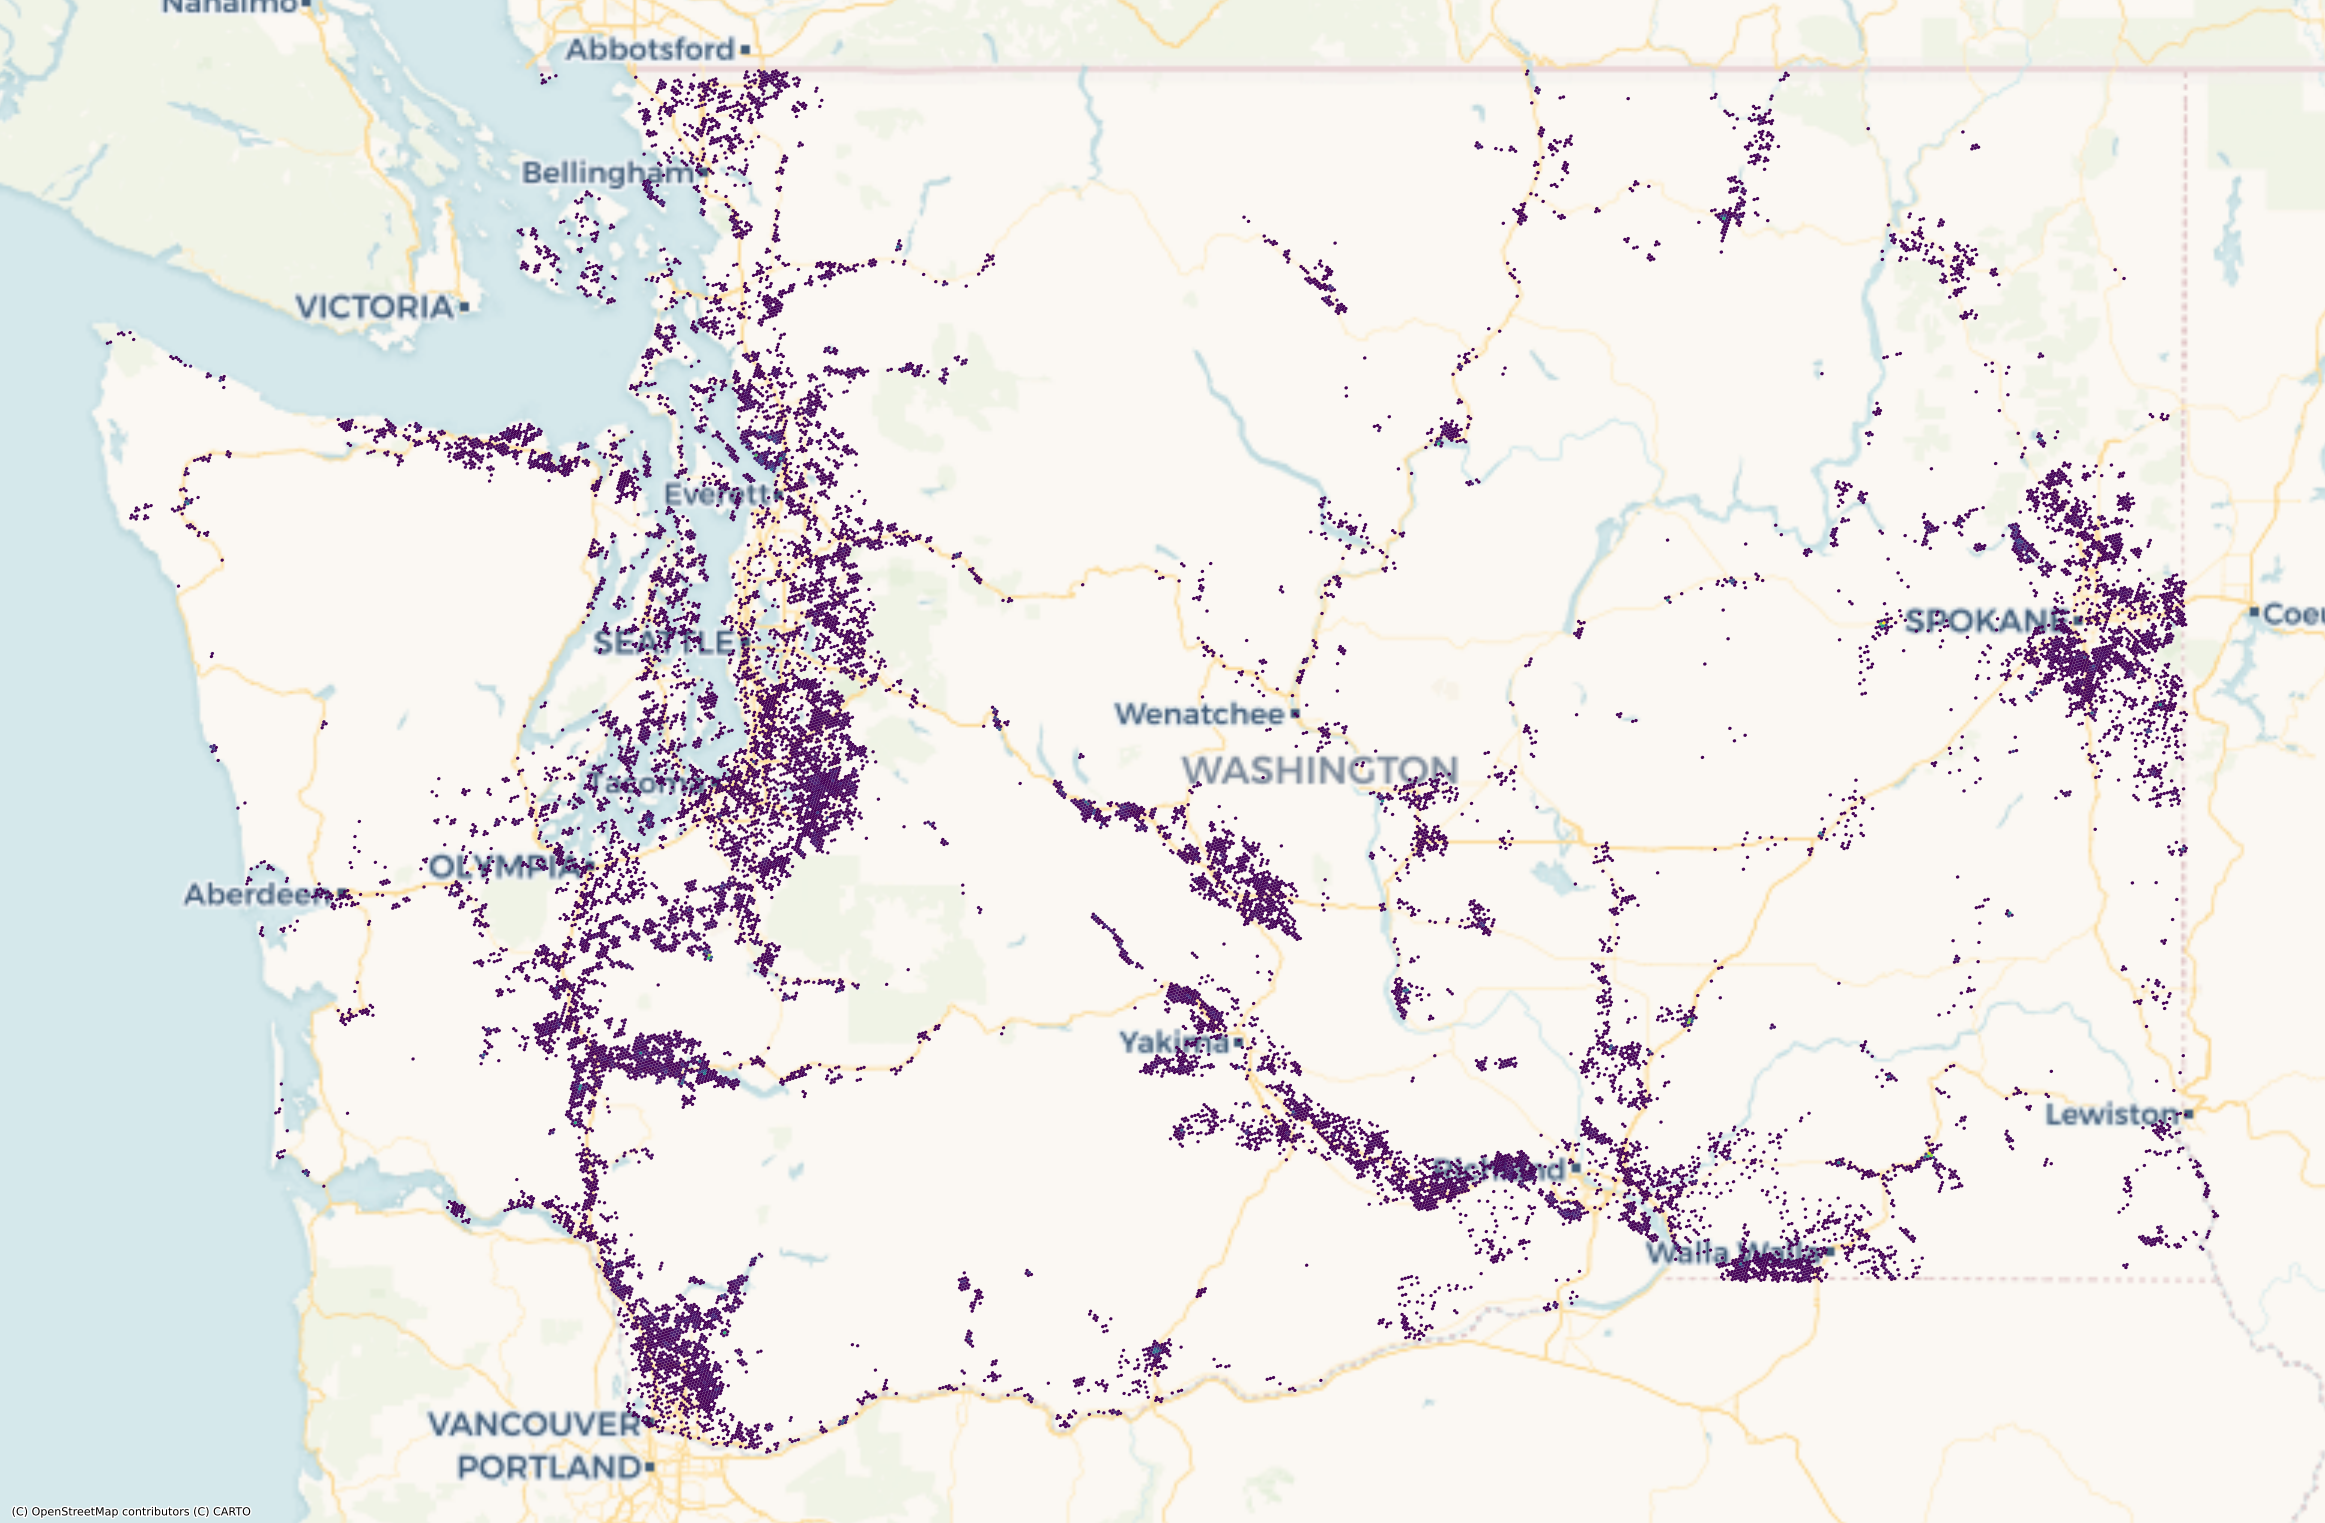 Nanaimo
Abbotsford
Bellingham
VICTORIA
Everett
SEATTLE
SPOKANE
Wenatchee
WASHINGTON
Tacoma
OLYMPIA
Aberdeen
Yakima
Lewiston
Richland
Walla Walla
VANCOUVER
PORTLAND
(C) OpenStreetMap contributors (C) CARTO